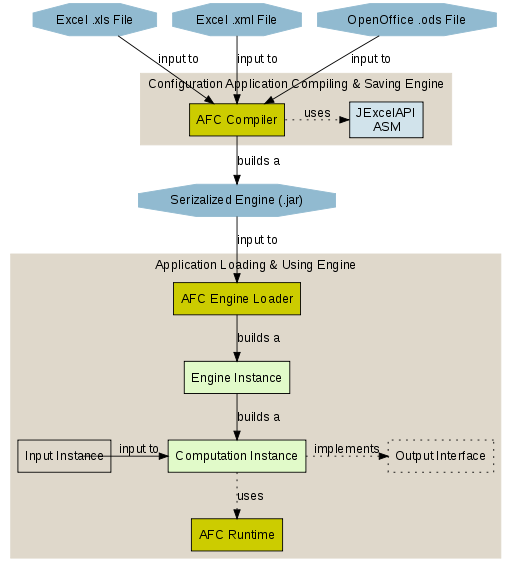 Excel .xls File
Excel .xml File
OpenOffice .ods File
input to
input to
input to
Configuration Application Compiling & Saving Engine
AFC Compiler
uses
JExcelAPI
ASM
builds a
Serizalized Engine (.jar)
input to
Application Loading & Using Engine
AFC Engine Loader
builds a
Engine Instance
builds a
Input Instance
input to
Computation Instance
implements
Output Interface
uses
AFC Runtime